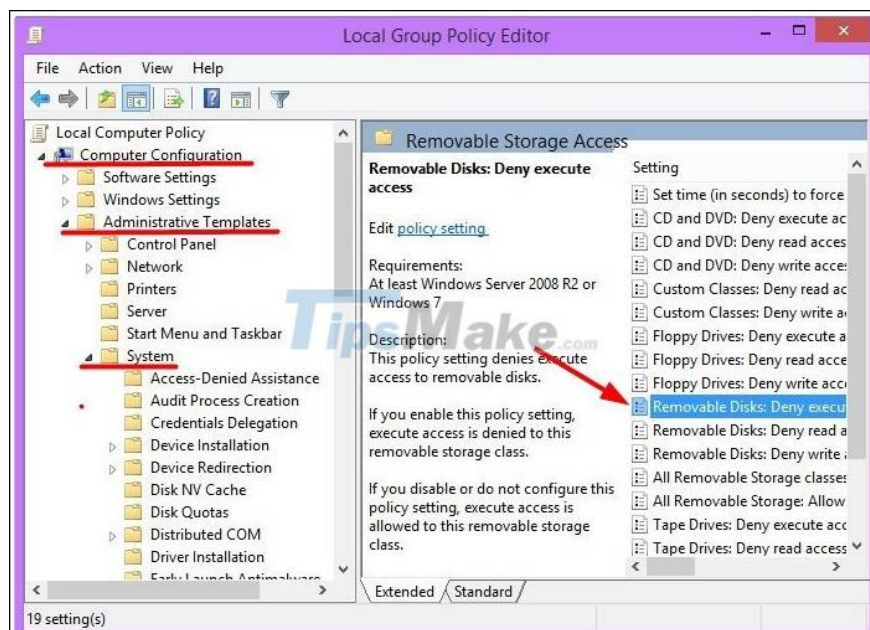 Local Group Policy Editor
File Action View Help
Local Computer Policy
Computer Configuration
Software Settings
Windows Settings
Administrative Templates
Control Panel
Network
Printers
Server
Start Menu and Taskbar
System
Access-Denied Assistance
Audit Process Creation
Credentials Delegation
Device Installation
Device Redirection
Disk NV Cache
Disk Quotas
Distributed COM
Driver Installation
Early Launch Antimalware
Removable Storage Access
Removable Disks: Deny execute
access
Edit policy setting
Requirements:
At least Windows Server 2008 R2 or
Windows 7
Description:
This policy setting denies execute
access to removable disks.
If you enable this policy setting,
execute access is denied to this
removable storage class.
If you disable or do not configure this
policy setting, execute access is
allowed to this removable storage
class.
Setting
Set time (in seconds) to force
CD and DVD: Deny execute ac
CD and DVD: Deny read acces
CD and DVD: Deny write acce
Custom Classes: Deny read ac
Custom Classes: Deny write a
Floppy Drives: Deny execute a
Floppy Drives: Deny read acce
Floppy Drives: Deny write acc
Removable Disks: Deny execu
Removable Disks: Deny read a
Removable Disks: Deny write
All Removable Storage classes
All Removable Storage: Allow
Tape Drives: Deny execute acc
Tape Drives: Deny read access
Extended Standard
19 setting(s)
TipsMake.com